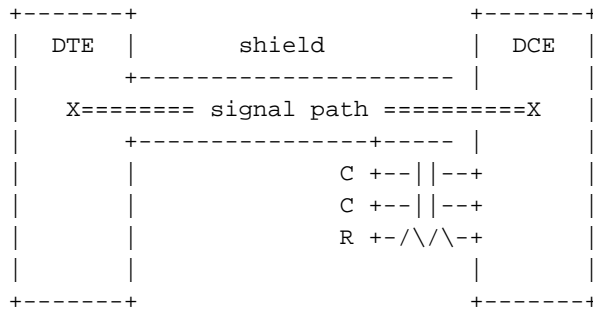 DTE shield DCE
X======== signal path ==========X
C
C
R